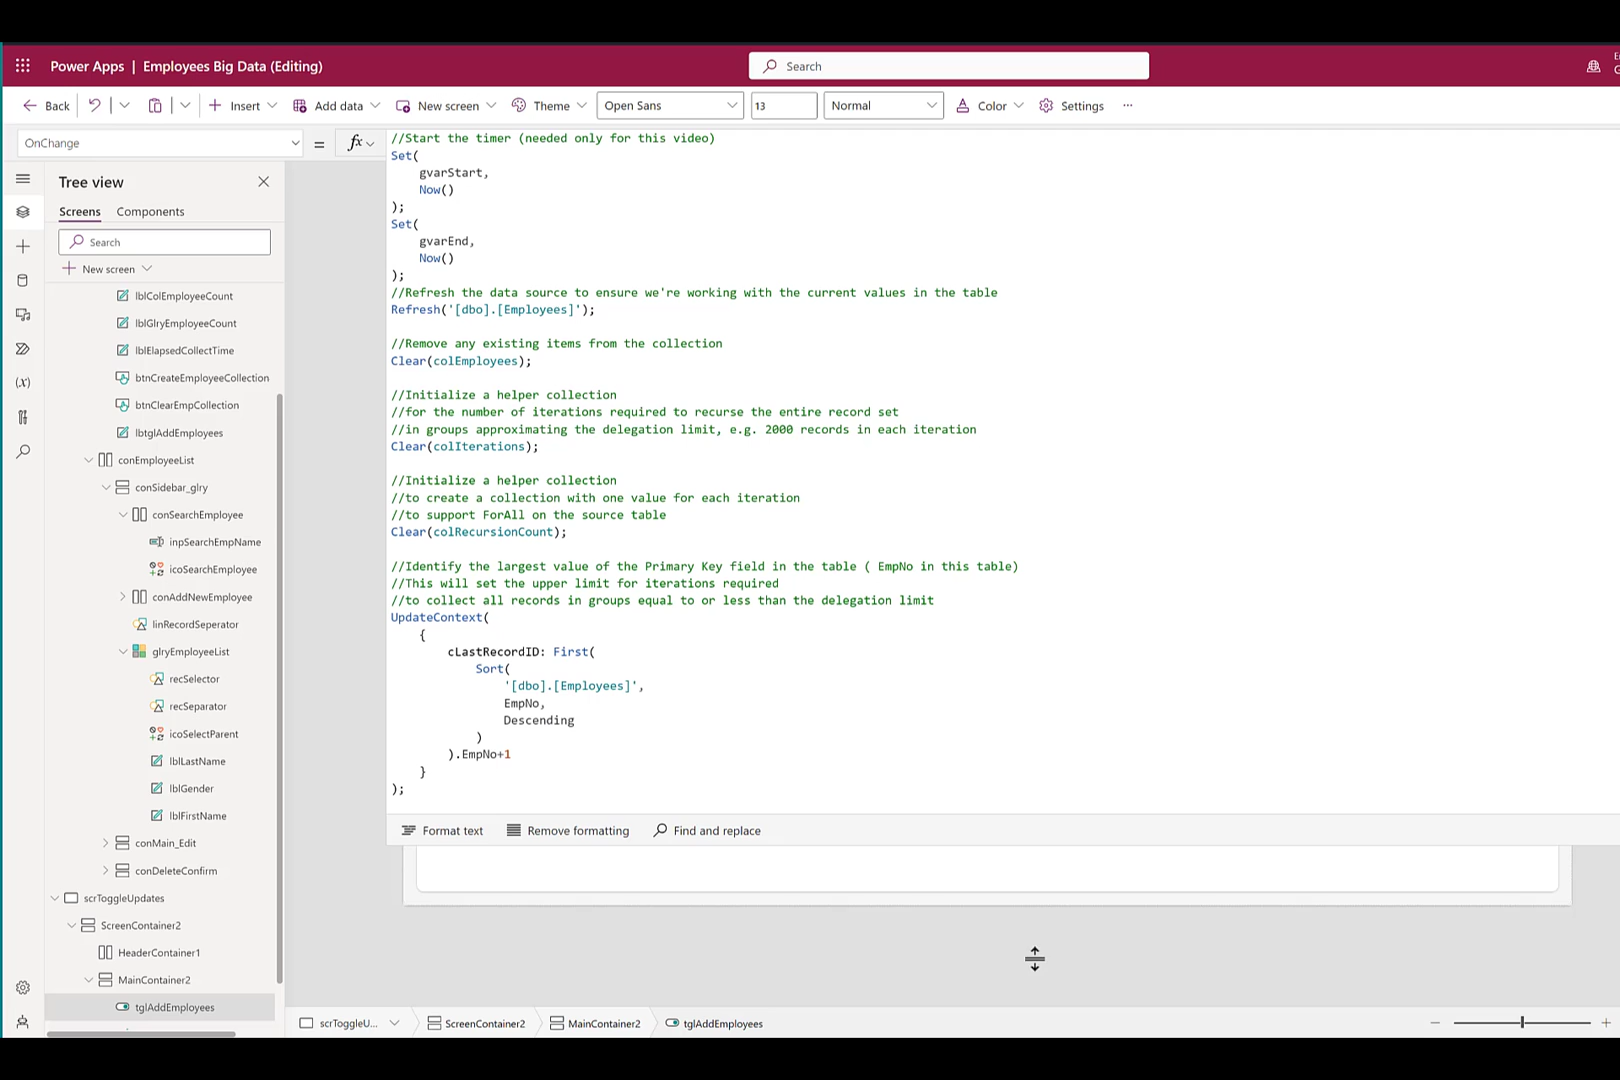 Power Apps | Employees Big Data (Editing)
Search
Back
Insert
Add data
New screen
Theme
Open Sans
13
Normal
Color
Settings
OnChange
=
fx
Tree view
Screens
Components
Search
New screen
lblColEmployeeCount
lblGlryEmployeeCount
lblElapsedCollectTime
btnCreateEmployeeCollection
btnClearEmpCollection
lbtglAddEmployees
conEmployeeList
conSidebar_glry
conSearchEmployee
inpSearchEmpName
icoSearchEmployee
conAddNewEmployee
linRecordSeperator
glryEmployeeList
recSelector
recSeparator
icoSelectParent
lblLastName
lblGender
lblFirstName
conMain_Edit
conDeleteConfirm
scrToggleUpdates
ScreenContainer2
HeaderContainer1
MainContainer2
tglAddEmployees
//Start the timer (needed only for this video)
Set(
gvarStart,
Now()
);
Set(
gvarEnd,
Now()
);
//Refresh the data source to ensure we're working with the current values in the table
Refresh('[dbo].[Employees]');
//Remove any existing items from the collection
Clear(colEmployees);
//Initialize a helper collection
//for the number of iterations required to recurse the entire record set
//in groups approximating the delegation limit, e.g. 2000 records in each iteration
Clear(colIterations);
//Initialize a helper collection
//to create a collection with one value for each iteration
//to support ForAll on the source table
Clear(colRecursionCount);
//Identify the largest value of the Primary Key field in the table ( EmpNo in this table)
//This will set the upper limit for iterations required
//to collect all records in groups equal to or less than the delegation limit
UpdateContext(
{
cLastRecordID: First(
Sort(
'[dbo].[Employees]',
EmpNo,
Descending
)
).EmpNo+1
}
);
Format text
Remove formatting
Find and replace
scrToggleU...
ScreenContainer2
MainContainer2
tglAddEmployees